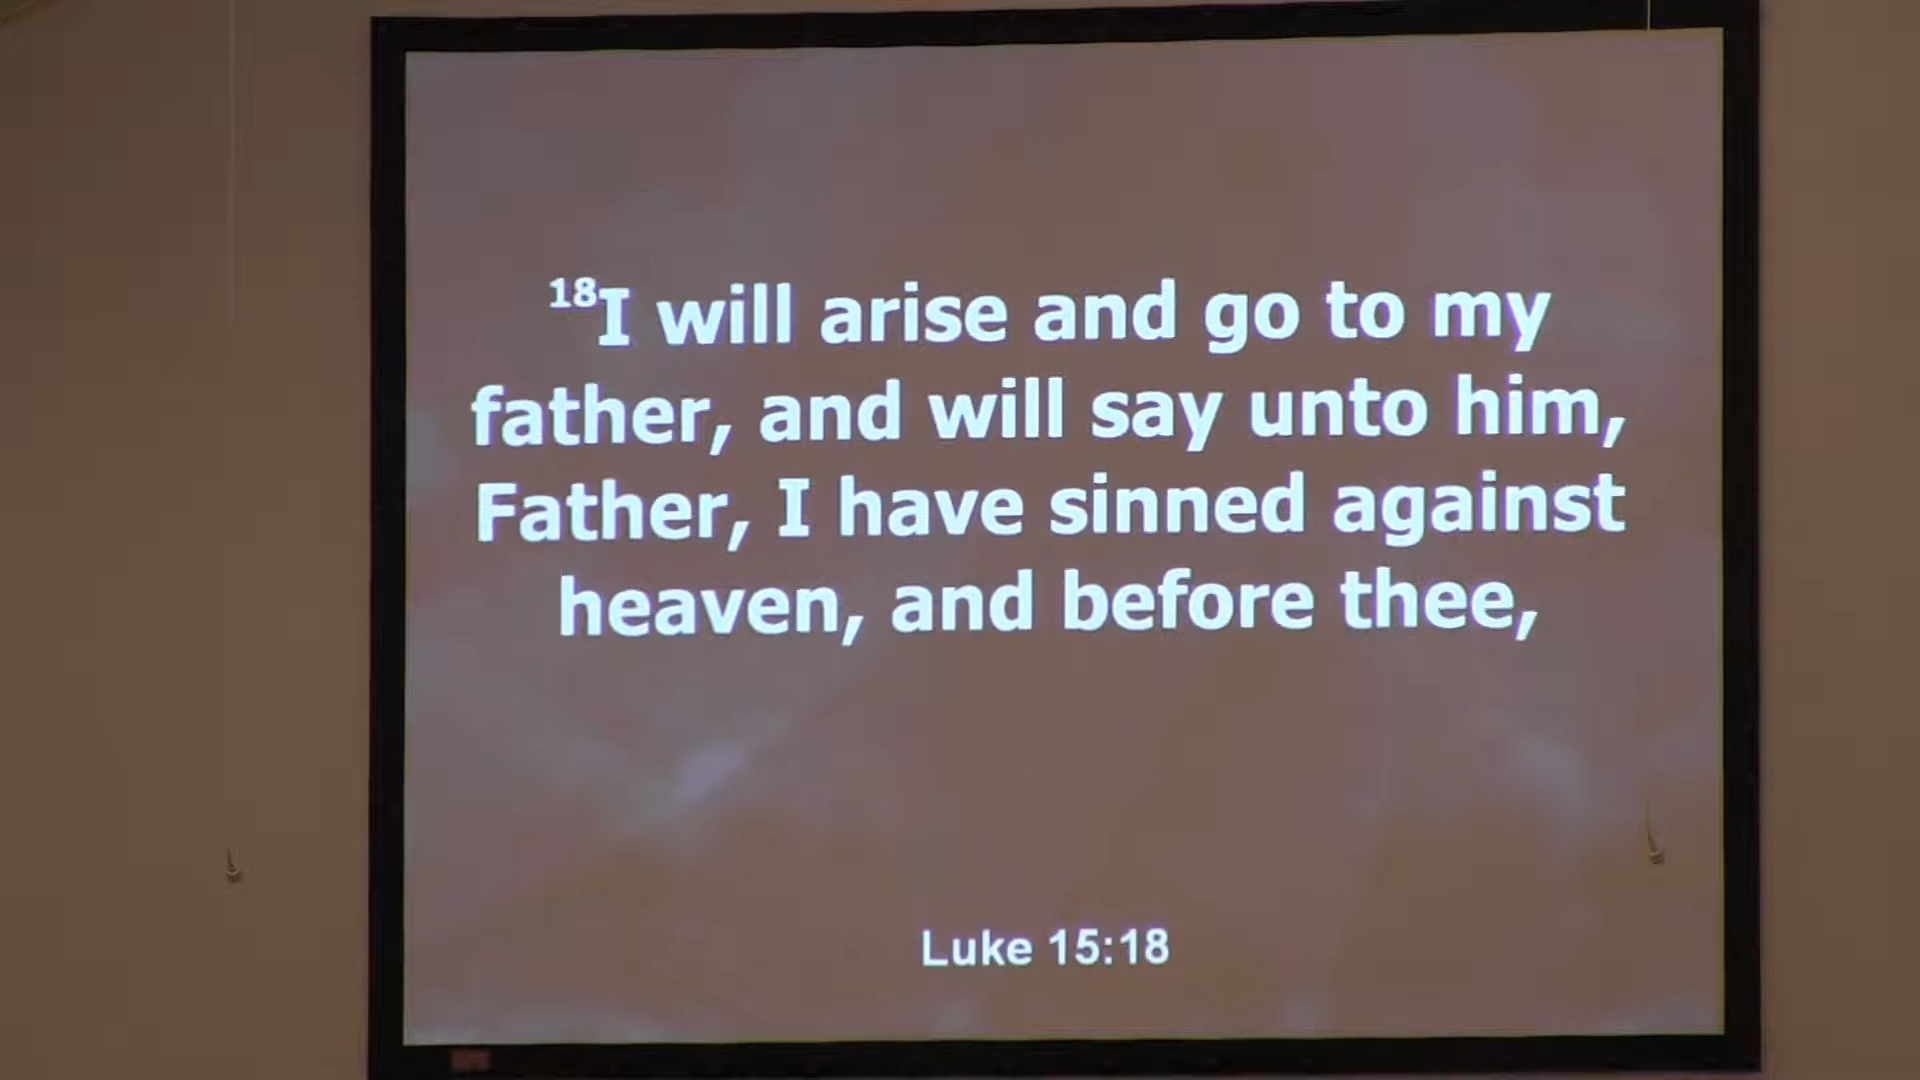 18I will arise and go to my
father, and will say unto him,
Father, I have sinned against
heaven, and before thee,
Luke 15:18